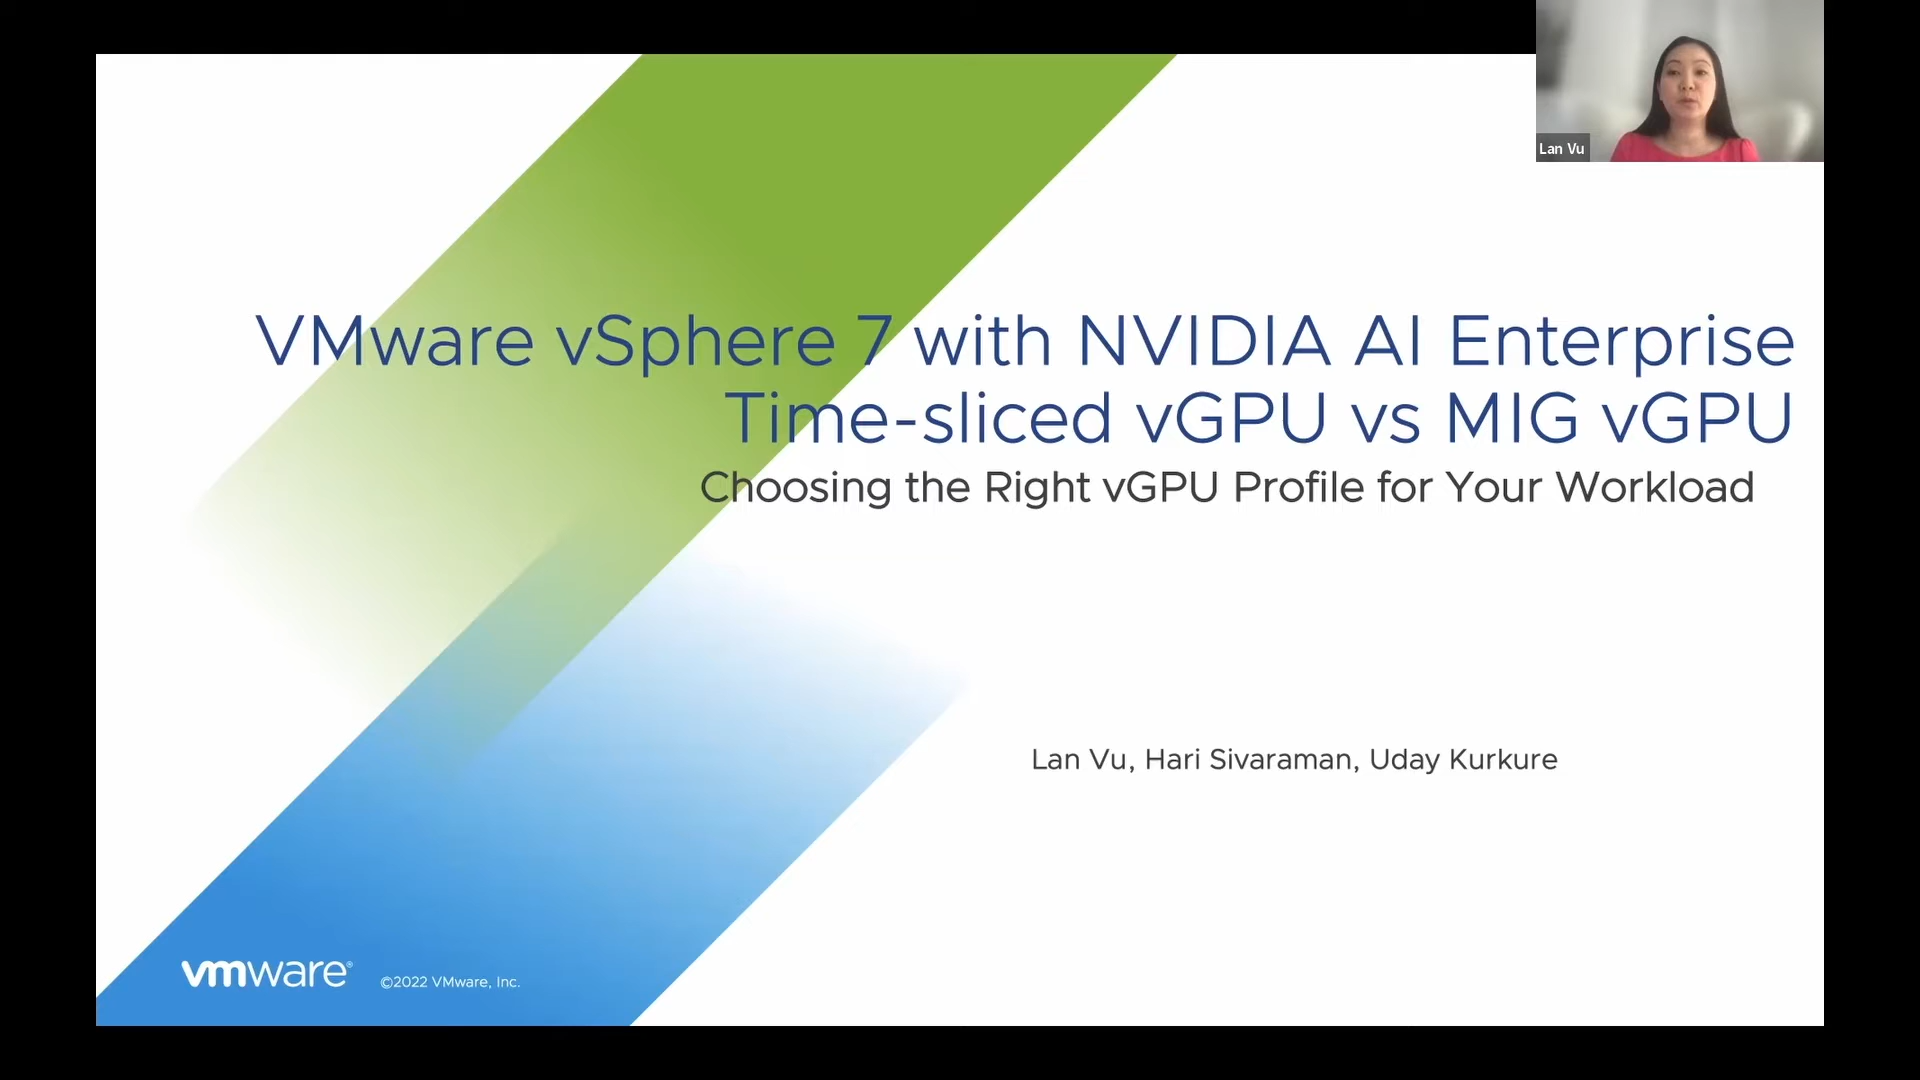 Lan Vu
VMware vSphere 7 with NVIDIA AI Enterprise
Time-sliced vGPU vs MIG vGPU
Choosing the Right vGPU Profile for Your Workload
Lan Vu, Hari Sivaraman, Uday Kurkure
vmware® ©2022 VMware, Inc.